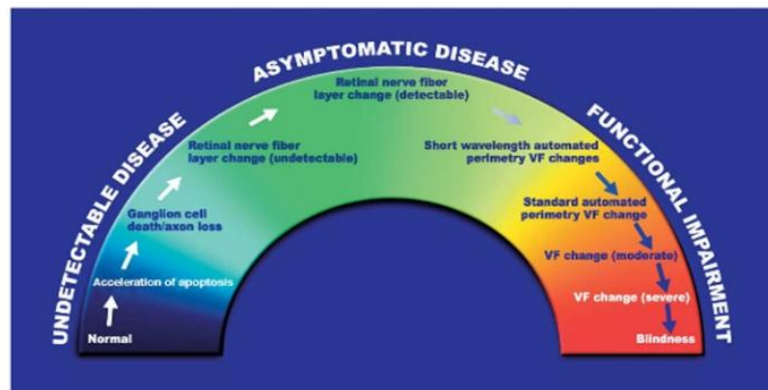 UNDETECTABLE DISEASE
ASYMPTOMATIC DISEASE
FUNCTIONAL IMPAIRMENT
Normal
Acceleration of apoptosis
Ganglion cell
death/axon loss
Retinal nerve fiber
layer change (undetectable)
Retinal nerve fiber
layer change (detectable)
Short wavelength automated
perimetry VF changes
Standard automated
perimetry VF change
VF change (moderate)
VF change (severe)
Blindness